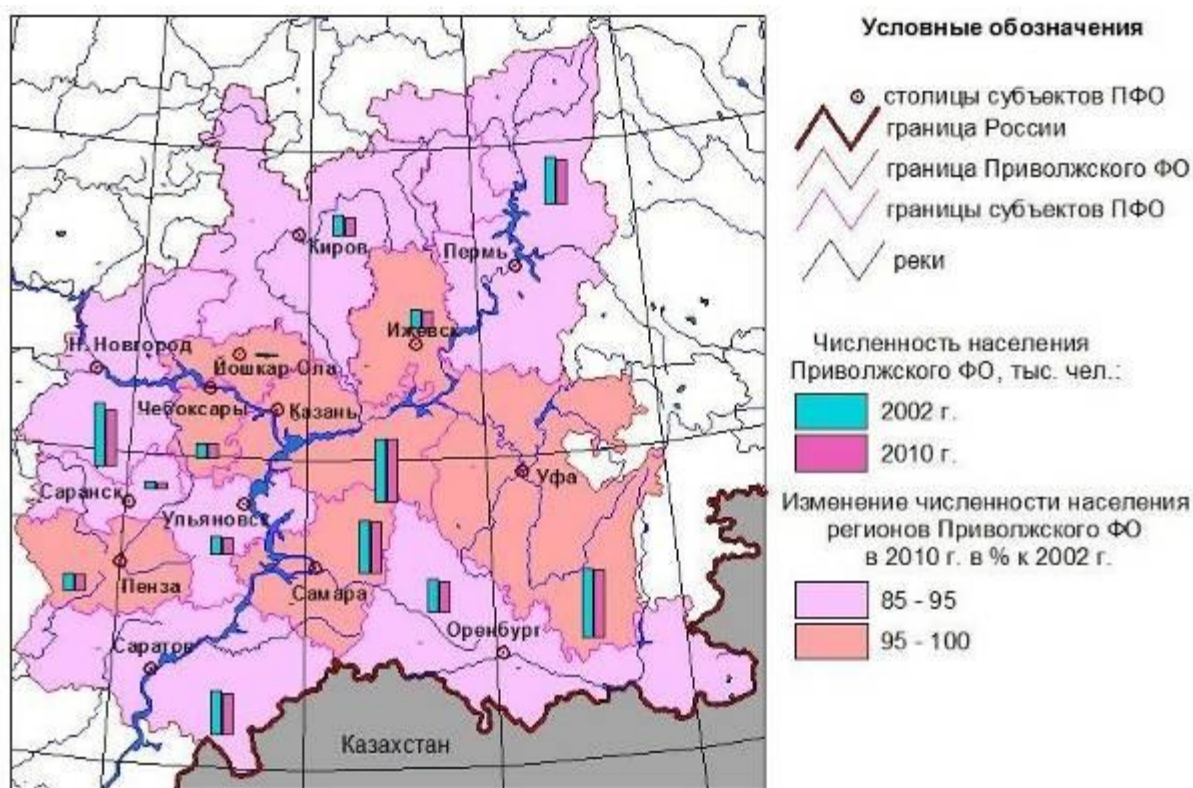 Киров
Пермь
Ижевск
Н. Новгород
Йошкар-Ола
Чебоксары
Казань
Уфа
Саранск
Ульяновск
Пенза
Самара
Оренбург
Саратов
Казахстан
Условные обозначения
столицы субъектов ПФО
граница России
граница Приволжского ФО
границы субъектов ПФО
реки
Численность населения
Приволжского ФО, тыс. чел.:
2002 г.
2010 г.
Изменение численности населения
регионов Приволжского ФО
в 2010 г. в % к 2002 г.
85 - 95
95 - 100